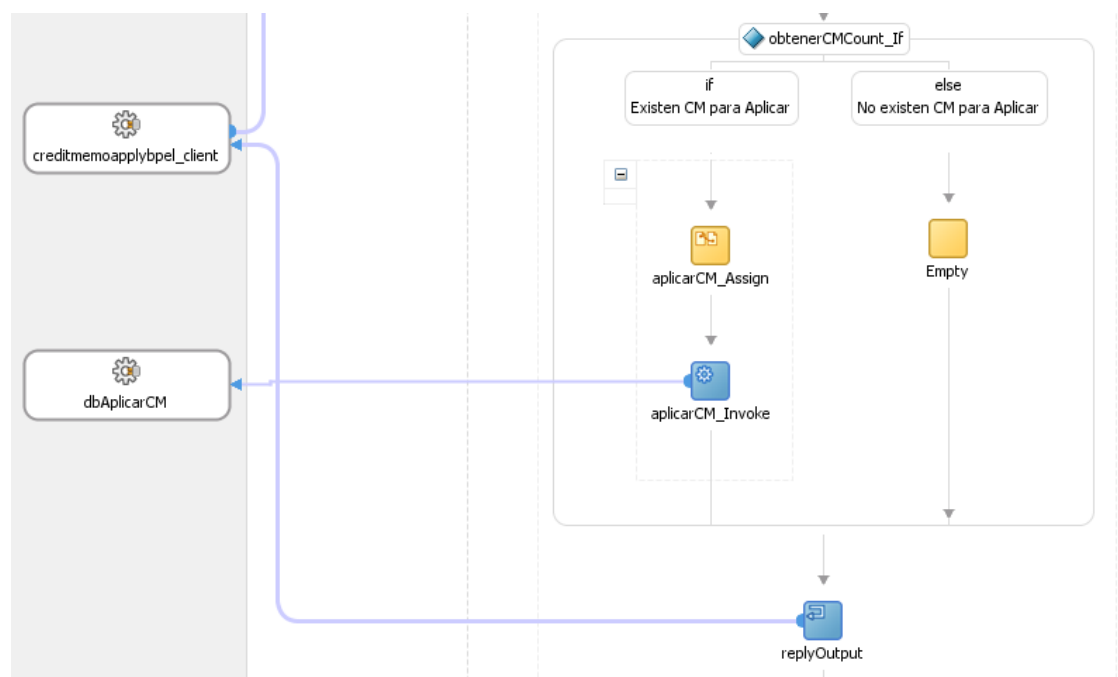 obtenerCMCount_If
if
Existen CM para Aplicar
else
No existen CM para Aplicar
creditmemoapplybpel_client
aplicarCM_Assign
Empty
dbAplicarCM
aplicarCM_Invoke
replyOutput